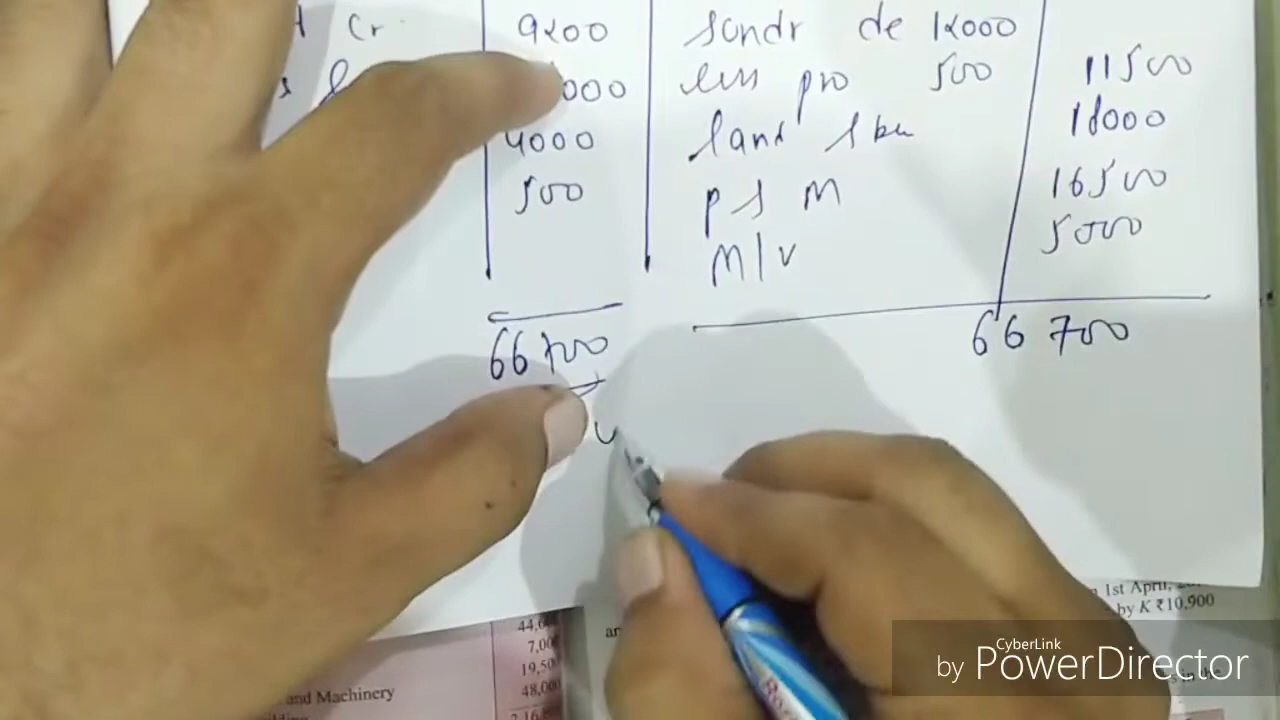 Cr. 9200 Sundr de 12000
000 less pro 500 11500
4000 land & bu 18000
500 P & M 16500
M/V 5000
66700 66700
1st April,
by K ₹10,900
44,
7,00
19,50
and Machinery 48,00
CyberLink
by PowerDirector